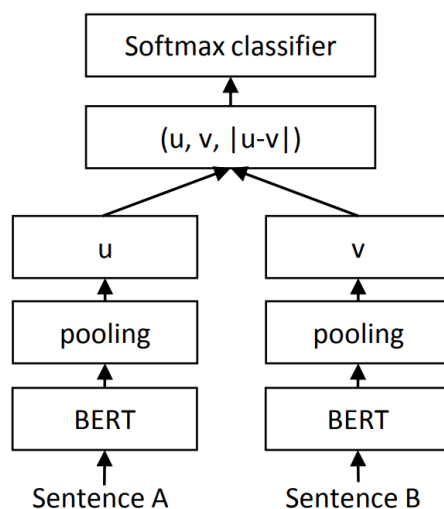 Softmax classifier
(u, v, |u-v|)
u v
pooling pooling
BERT BERT
Sentence A Sentence B